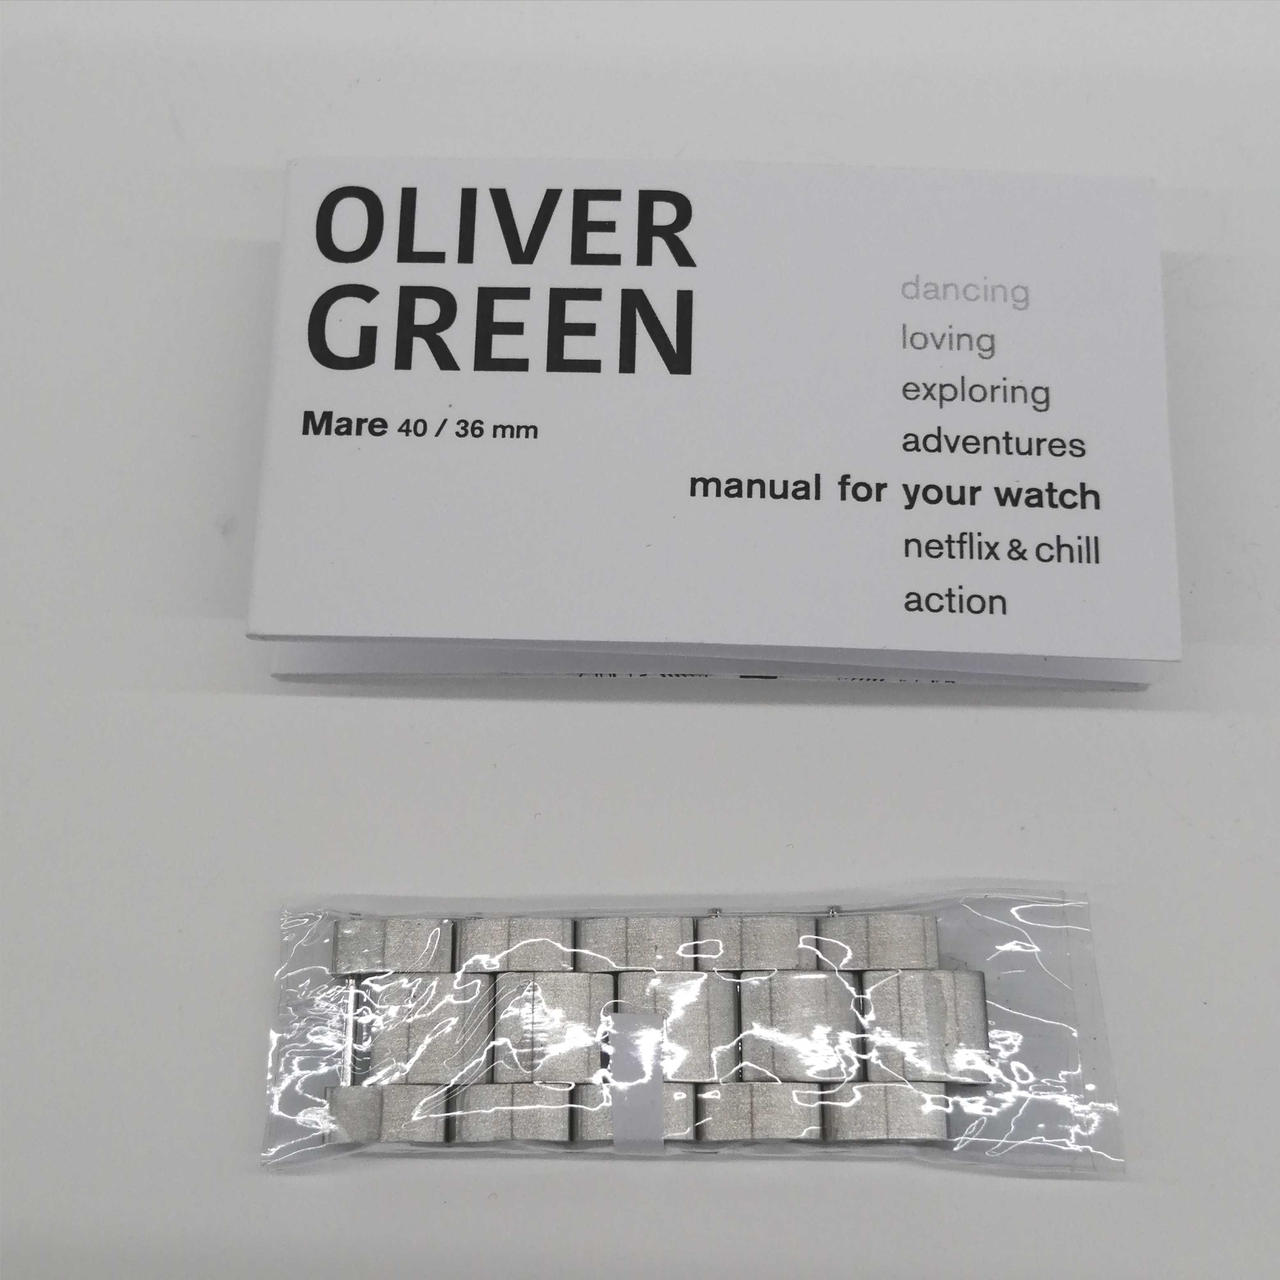 OLIVER
GREEN
Mare 40 / 36 mm
dancing
loving
exploring
adventures
manual for your watch
netflix & chill
action